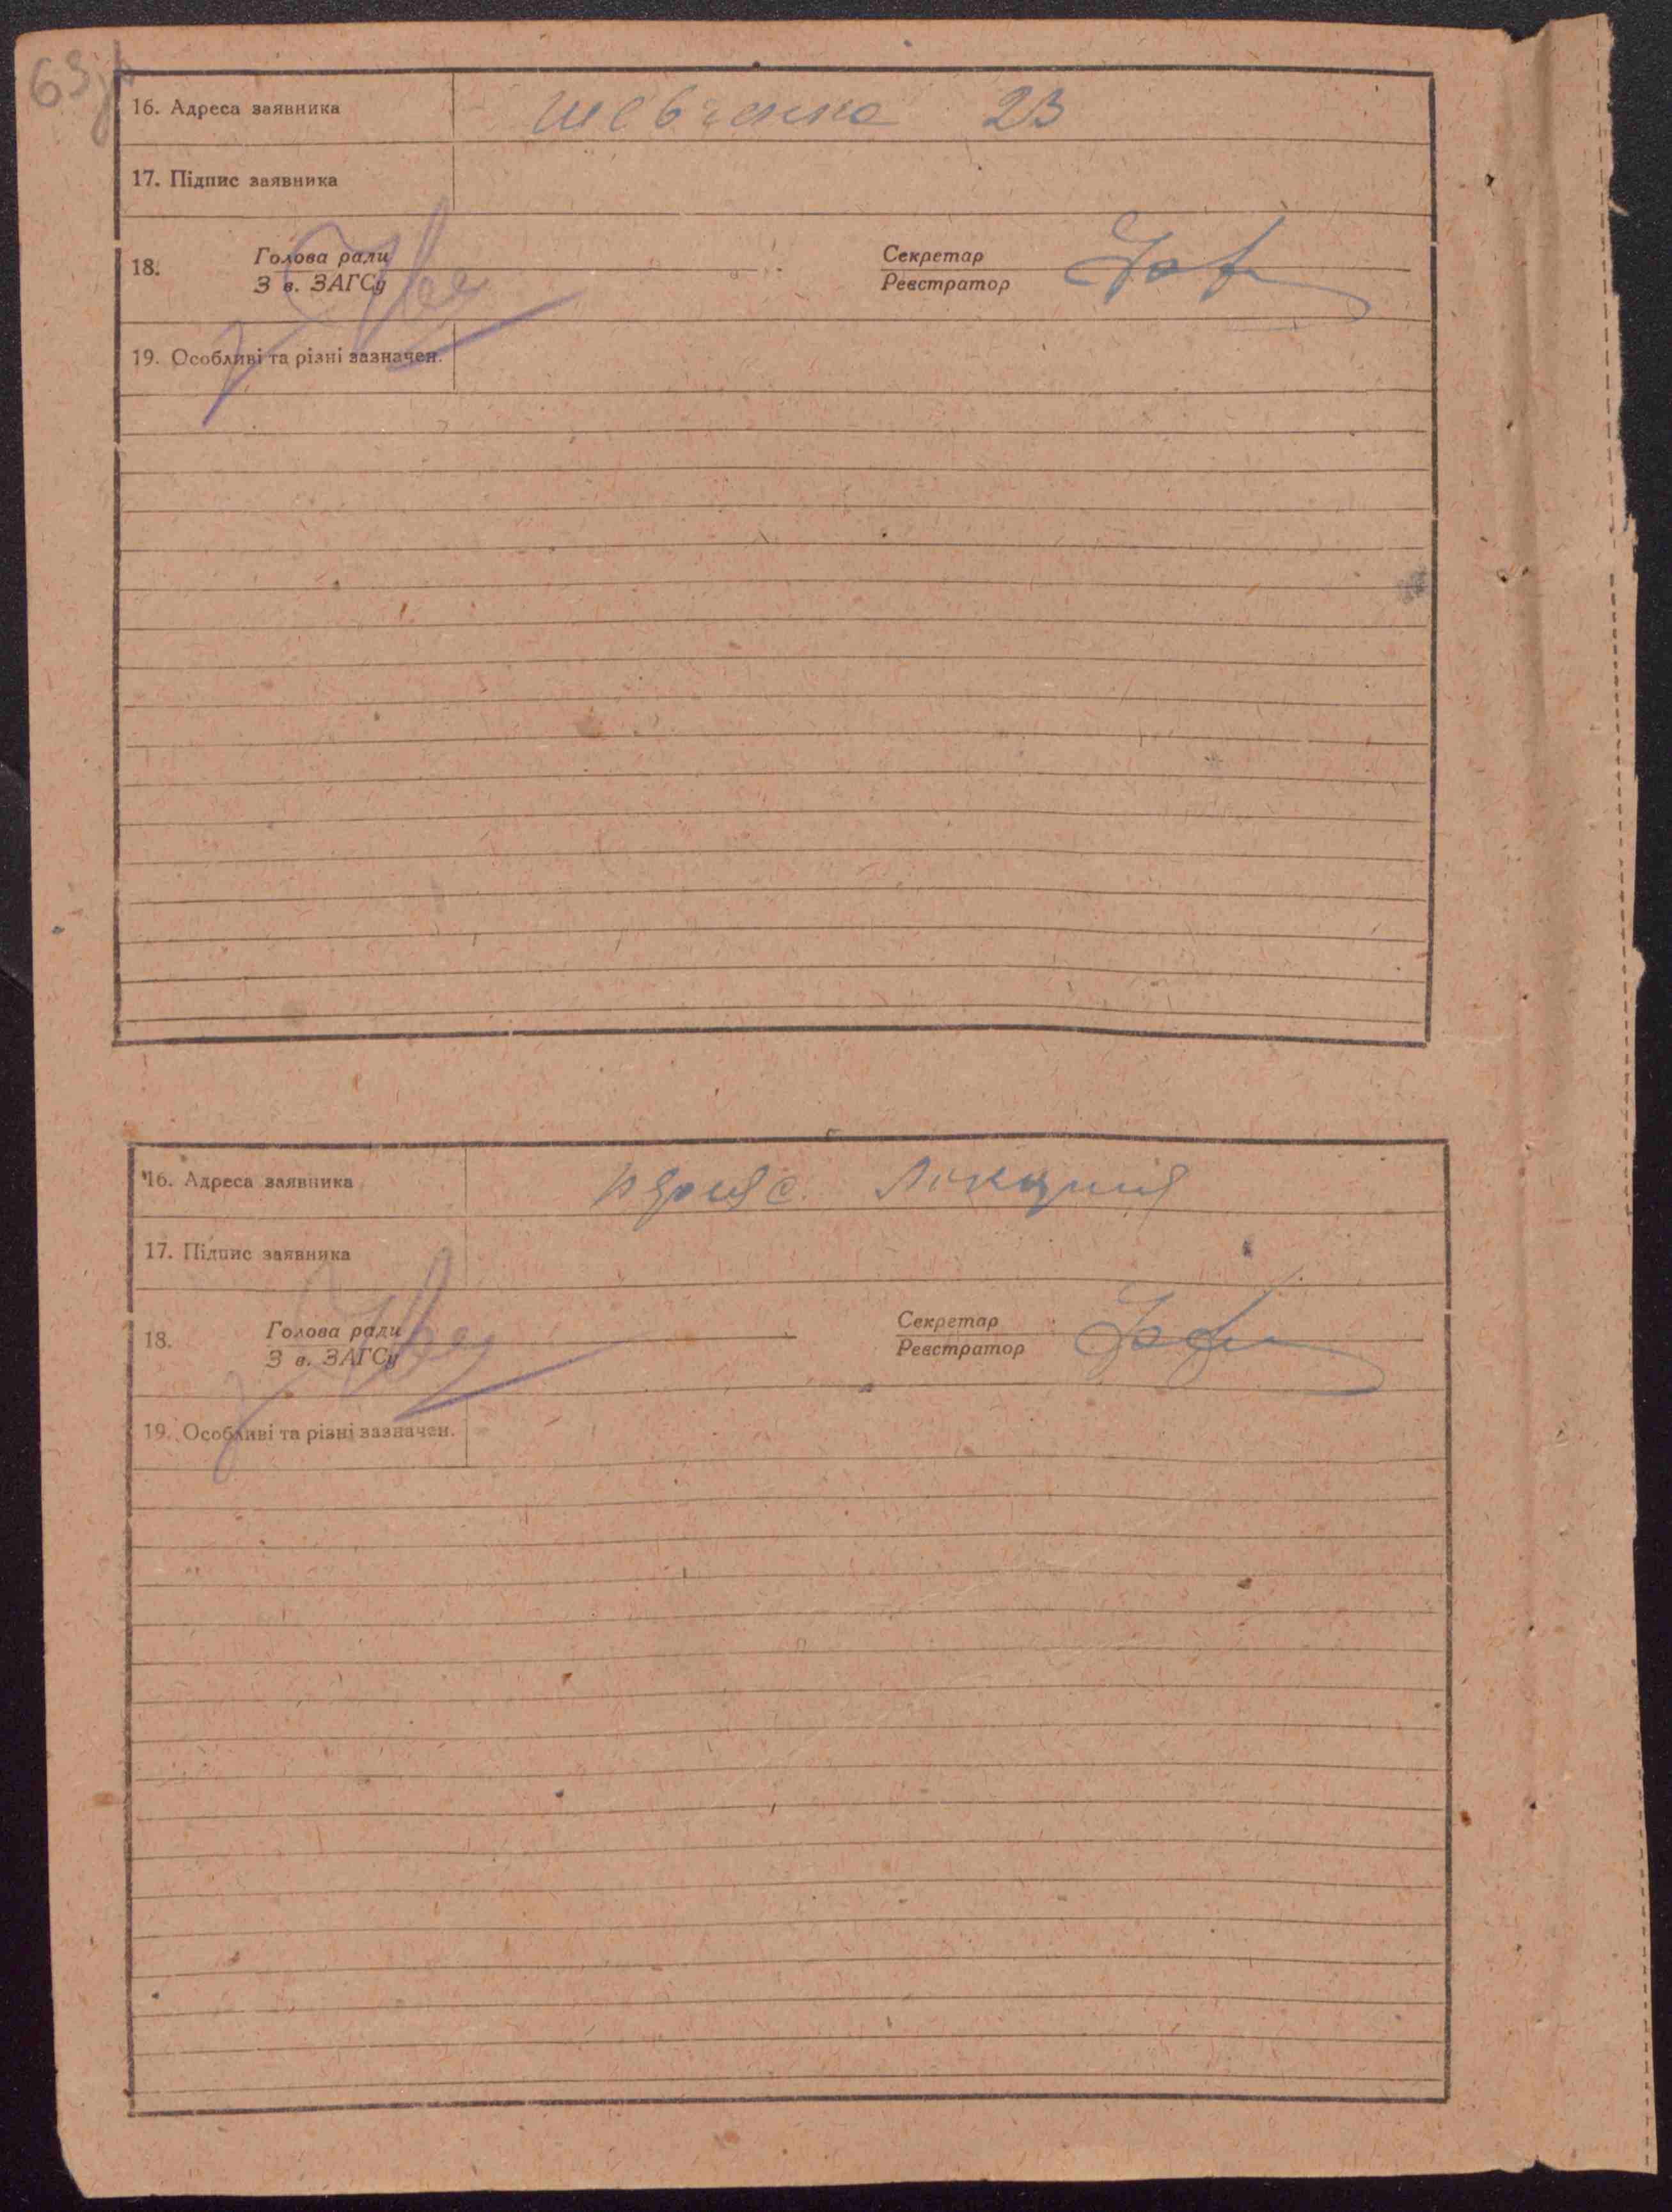 16. Адреса заявника Шевченка 23
17. Підпис заявника
18. Голова ради Секретар
З в. ЗАГСу Реєстратор
19. Особливі та різні зазначен.
16. Адреса заявника
17. Підпис заявника
18. Голова ради Секретар
З в. ЗАГСу Реєстратор
19. Особливі та різні зазначен.